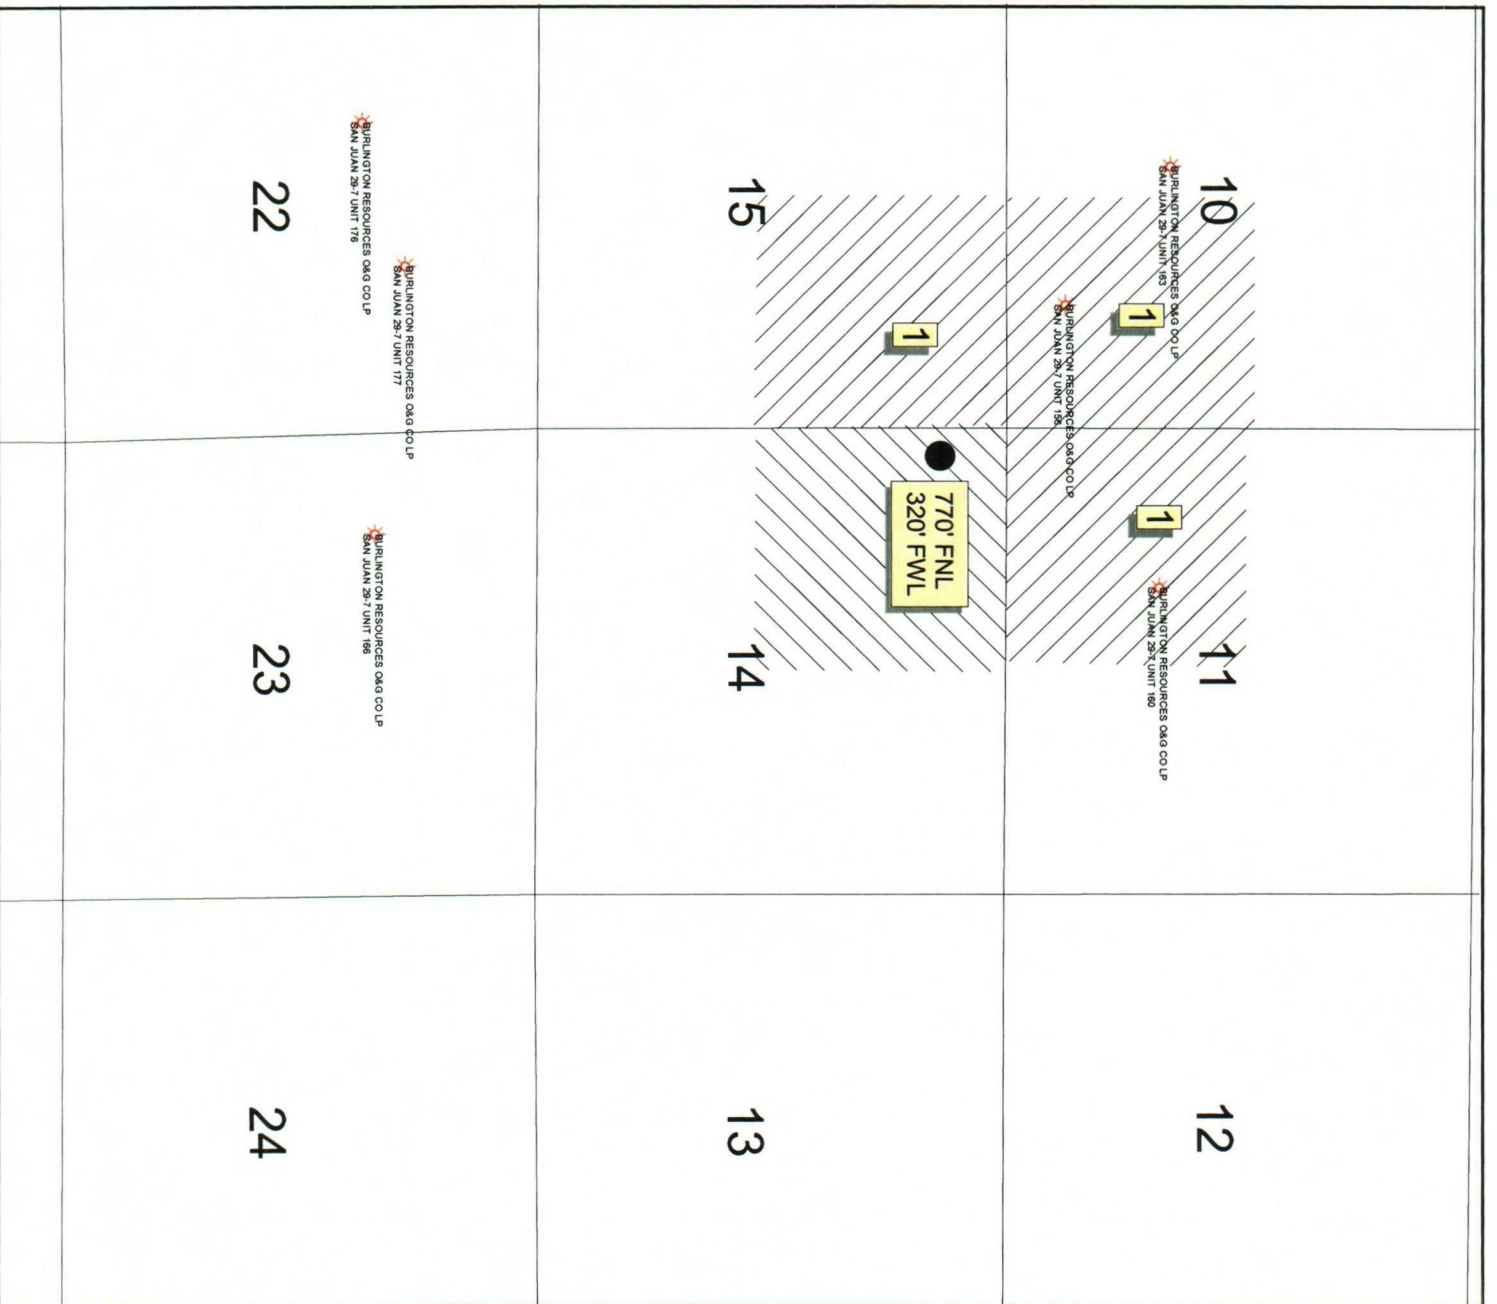 BURLINGTON RESOURCES O&G CO LP
SAN JUAN 29-7 UNIT 163
10
1
BURLINGTON RESOURCES O&G CO LP
SAN JUAN 29-7 UNIT
11
1
BURLINGTON RESOURCES O&G CO LP
SAN JUAN 29-7 UNIT 160
12
15
1
770' FNL
320' FWL
14
13
BURLINGTON RESOURCES O&G CO LP
SAN JUAN 29-7 UNIT 177
BURLINGTON RESOURCES O&G CO LP
SAN JUAN 29-7 UNIT 176
22
BURLINGTON RESOURCES O&G CO LP
SAN JUAN 29-7 UNIT 166
23
24